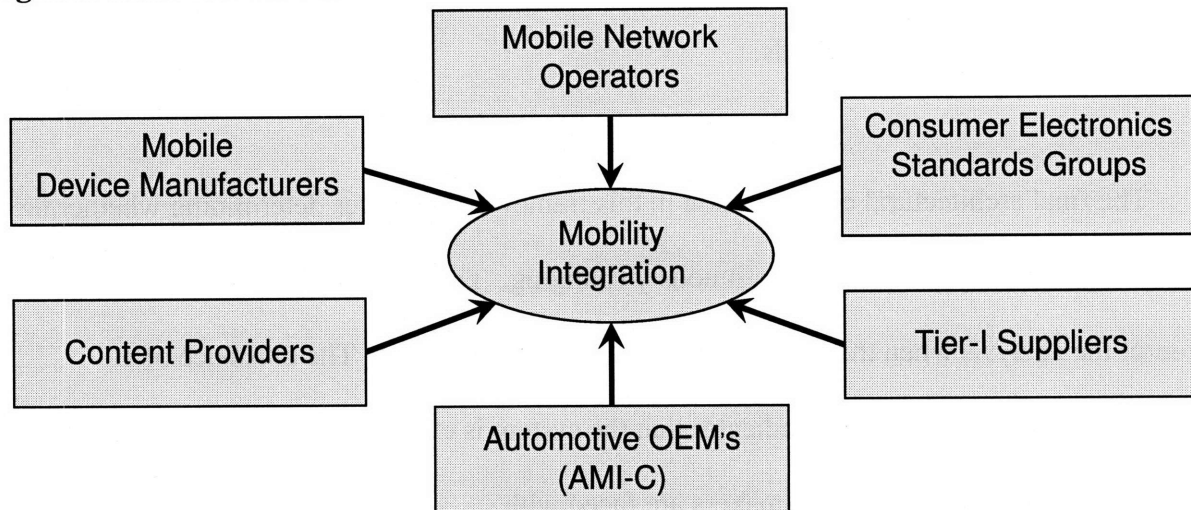 Mobile Network
Operators
Mobile
Device Manufacturers
Consumer Electronics
Standards Groups
Mobility
Integration
Content Providers
Tier-I Suppliers
Automotive OEM's
(AMI-C)